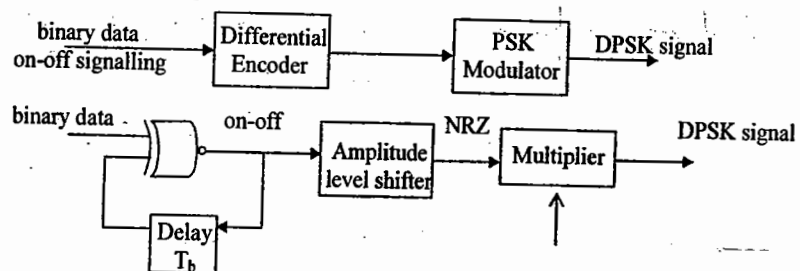 binary data
on-off signalling
Differential
Encoder
PSK
Modulator
DPSK signal
binary data
on-off
Amplitude
level shifter
NRZ
Multiplier
DPSK signal
Delay
Tb